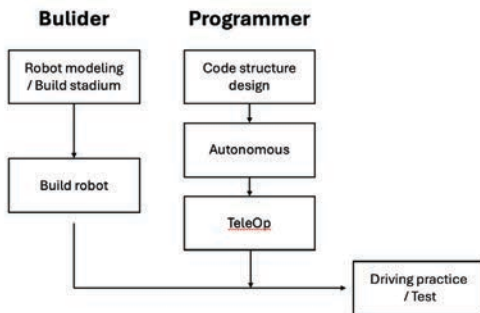 Bulider
Programmer
Robot modeling
/ Build stadium
Build robot
Code structure
design
Autonomous
TeleOp
Driving practice
/ Test